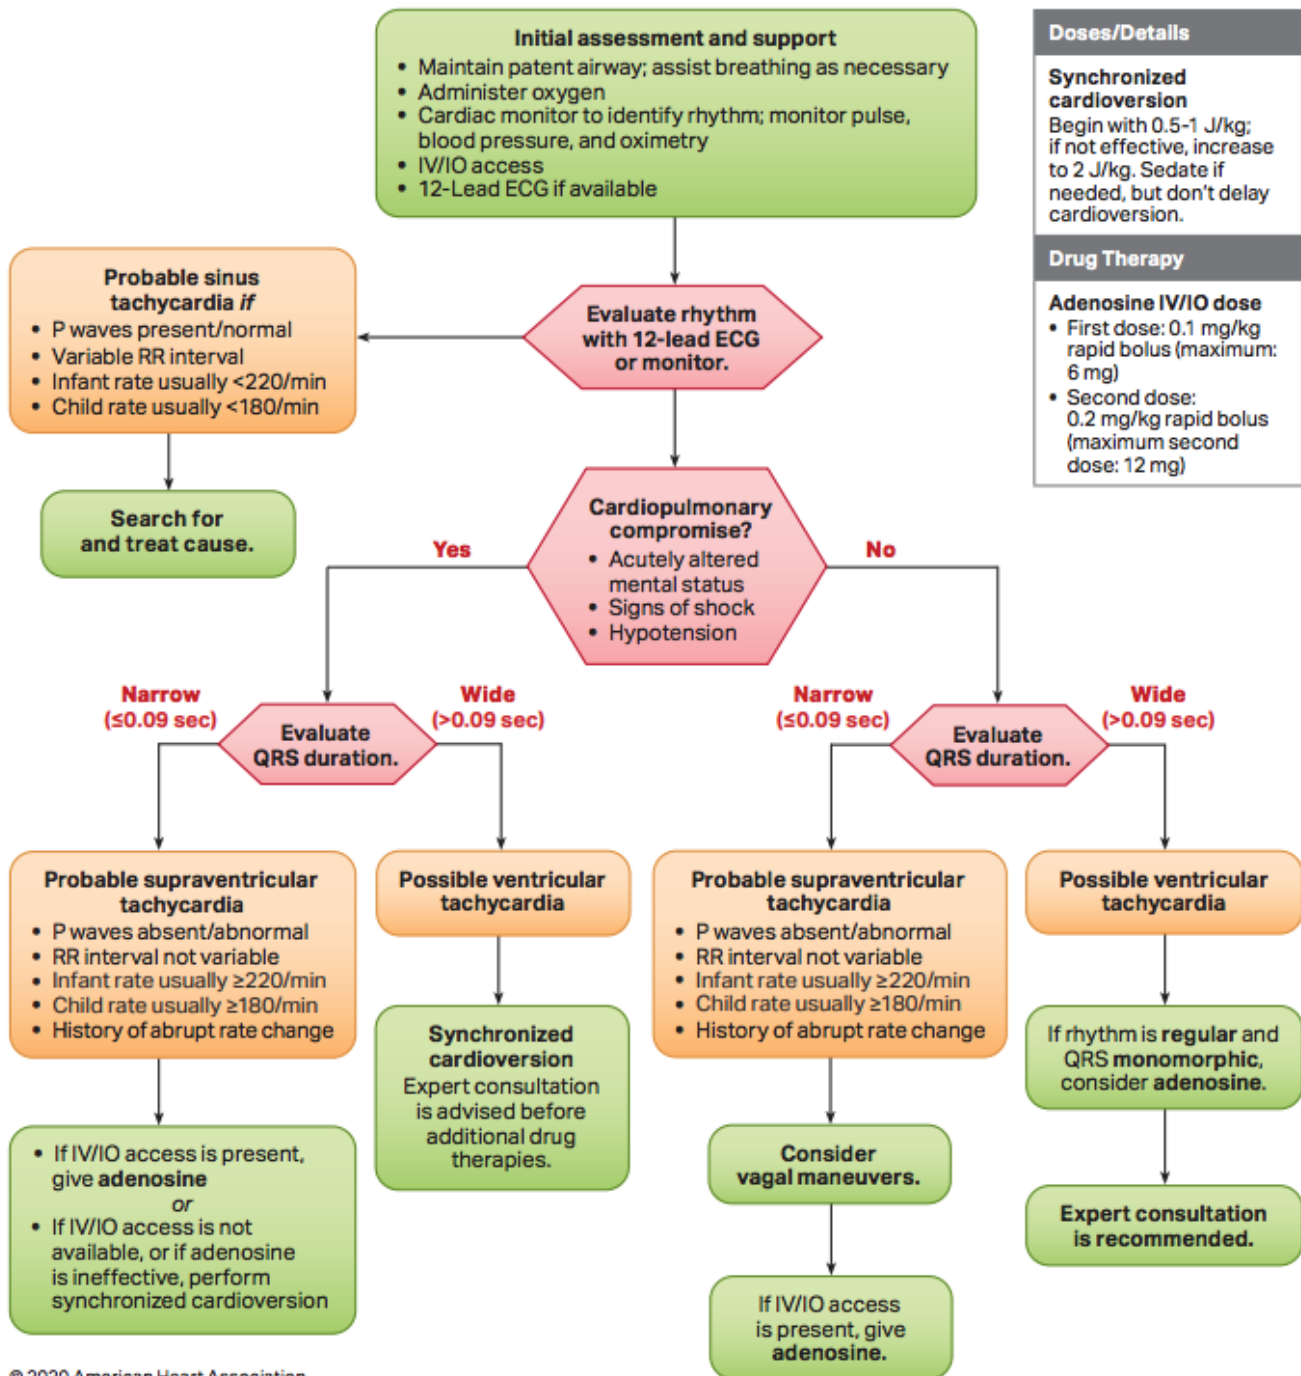 Initial assessment and support
• Maintain patent airway; assist breathing as necessary
• Administer oxygen
• Cardiac monitor to identify rhythm; monitor pulse,
blood pressure, and oximetry
• IV/IO access
• 12-Lead ECG if available
Doses/Details
Synchronized
cardioversion
Begin with 0.5-1 J/kg;
if not effective, increase
to 2 J/kg. Sedate if
needed, but don't delay
cardioversion.
Drug Therapy
Adenosine IV/IO dose
• First dose: 0.1 mg/kg
rapid bolus (maximum:
6 mg)
• Second dose:
0.2 mg/kg rapid bolus
(maximum second
dose: 12 mg)
Probable sinus
tachycardia if
• P waves present/normal
• Variable RR interval
• Infant rate usually <220/min
• Child rate usually <180/min
Evaluate rhythm
with 12-lead ECG
or monitor.
Search for
and treat cause.
Cardiopulmonary
compromise?
• Acutely altered
mental status
• Signs of shock
• Hypotension
Yes
No
Narrow
(≤0.09 sec)
Wide
(>0.09 sec)
Evaluate
QRS duration.
Narrow
(≤0.09 sec)
Wide
(>0.09 sec)
Evaluate
QRS duration.
Probable supraventricular
tachycardia
• P waves absent/abnormal
• RR interval not variable
• Infant rate usually ≥220/min
• Child rate usually ≥180/min
• History of abrupt rate change
Possible ventricular
tachycardia
Probable supraventricular
tachycardia
• P waves absent/abnormal
• RR interval not variable
• Infant rate usually ≥220/min
• Child rate usually ≥180/min
• History of abrupt rate change
Possible ventricular
tachycardia
• If IV/IO access is present,
give adenosine
or
• If IV/IO access is not
available, or if adenosine
is ineffective, perform
synchronized cardioversion
Synchronized
cardioversion
Expert consultation
is advised before
additional drug
therapies.
Consider
vagal maneuvers.
If IV/IO access
is present, give
adenosine.
If rhythm is regular and
QRS monomorphic,
consider adenosine.
Expert consultation
is recommended.
© 2020 American Heart Association